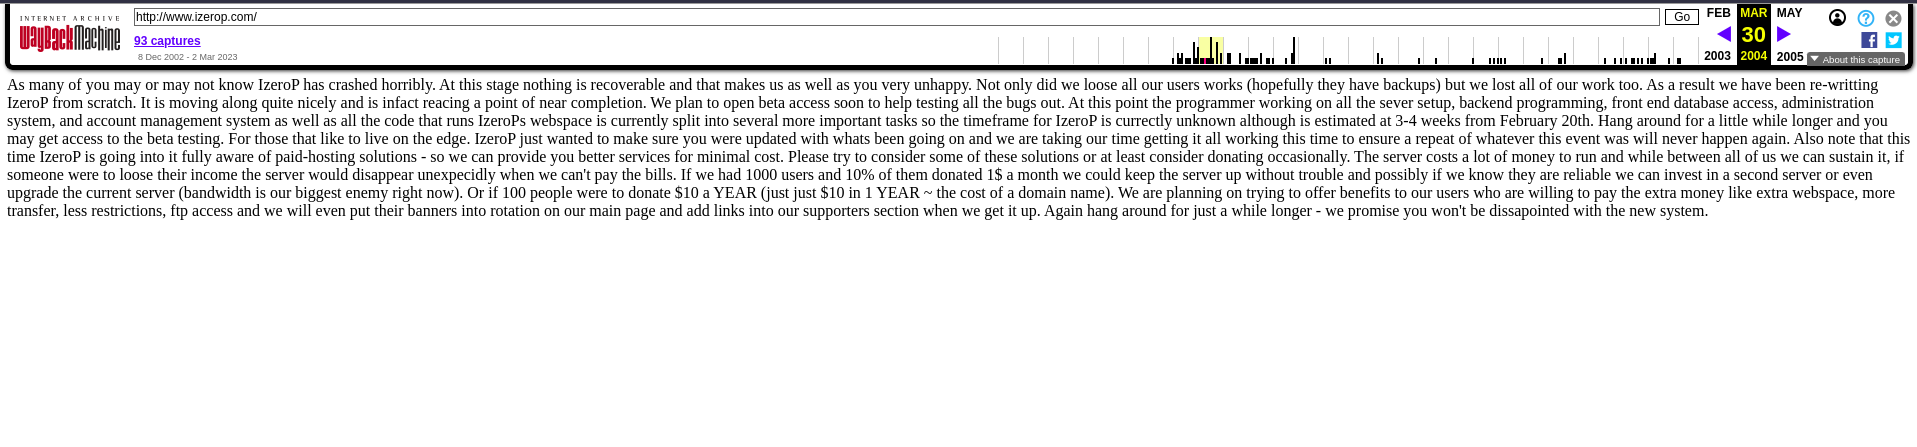 INTERNET ARCHIVE
WayBackMachine
http://www.izerop.com/
Go
93 captures
8 Dec 2002 - 2 Mar 2023
FEB MAR MAY
30
2003 2004 2005
About this capture
As many of you may or may not know IzeroP has crashed horribly. At this stage nothing is recoverable and that makes us as well as you very unhappy. Not only did we loose all our users works (hopefully they have backups) but we lost all of our work too. As a result we have been re-writting
IzeroP from scratch. It is moving along quite nicely and is infact reacing a point of near completion. We plan to open beta access soon to help testing all the bugs out. At this point the programmer working on all the sever setup, backend programming, front end database access, administration
system, and account management system as well as all the code that runs IzeroPs webspace is currently split into several more important tasks so the timeframe for IzeroP is currectly unknown although is estimated at 3-4 weeks from February 20th. Hang around for a little while longer and you
may get access to the beta testing. For those that like to live on the edge. IzeroP just wanted to make sure you were updated with whats been going on and we are taking our time getting it all working this time to ensure a repeat of whatever this event was will never happen again. Also note that this
time IzeroP is going into it fully aware of paid-hosting solutions - so we can provide you better services for minimal cost. Please try to consider some of these solutions or at least consider donating occasionally. The server costs a lot of money to run and while between all of us we can sustain it, if
someone were to loose their income the server would disappear unexpecidly when we can't pay the bills. If we had 1000 users and 10% of them donated 1$ a month we could keep the server up without trouble and possibly if we know they are reliable we can invest in a second server or even
upgrade the current server (bandwidth is our biggest enemy right now). Or if 100 people were to donate $10 a YEAR (just just $10 in 1 YEAR ~ the cost of a domain name). We are planning on trying to offer benefits to our users who are willing to pay the extra money like extra webspace, more
transfer, less restrictions, ftp access and we will even put their banners into rotation on our main page and add links into our supporters section when we get it up. Again hang around for just a while longer - we promise you won't be dissapointed with the new system.